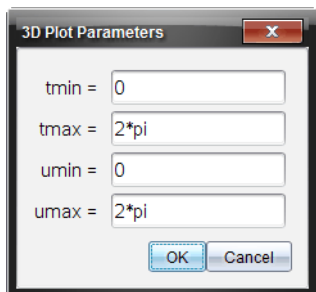 3D Plot Parameters
tmin = 0
tmax = 2*pi
umin = 0
umax = 2*pi
OK Cancel